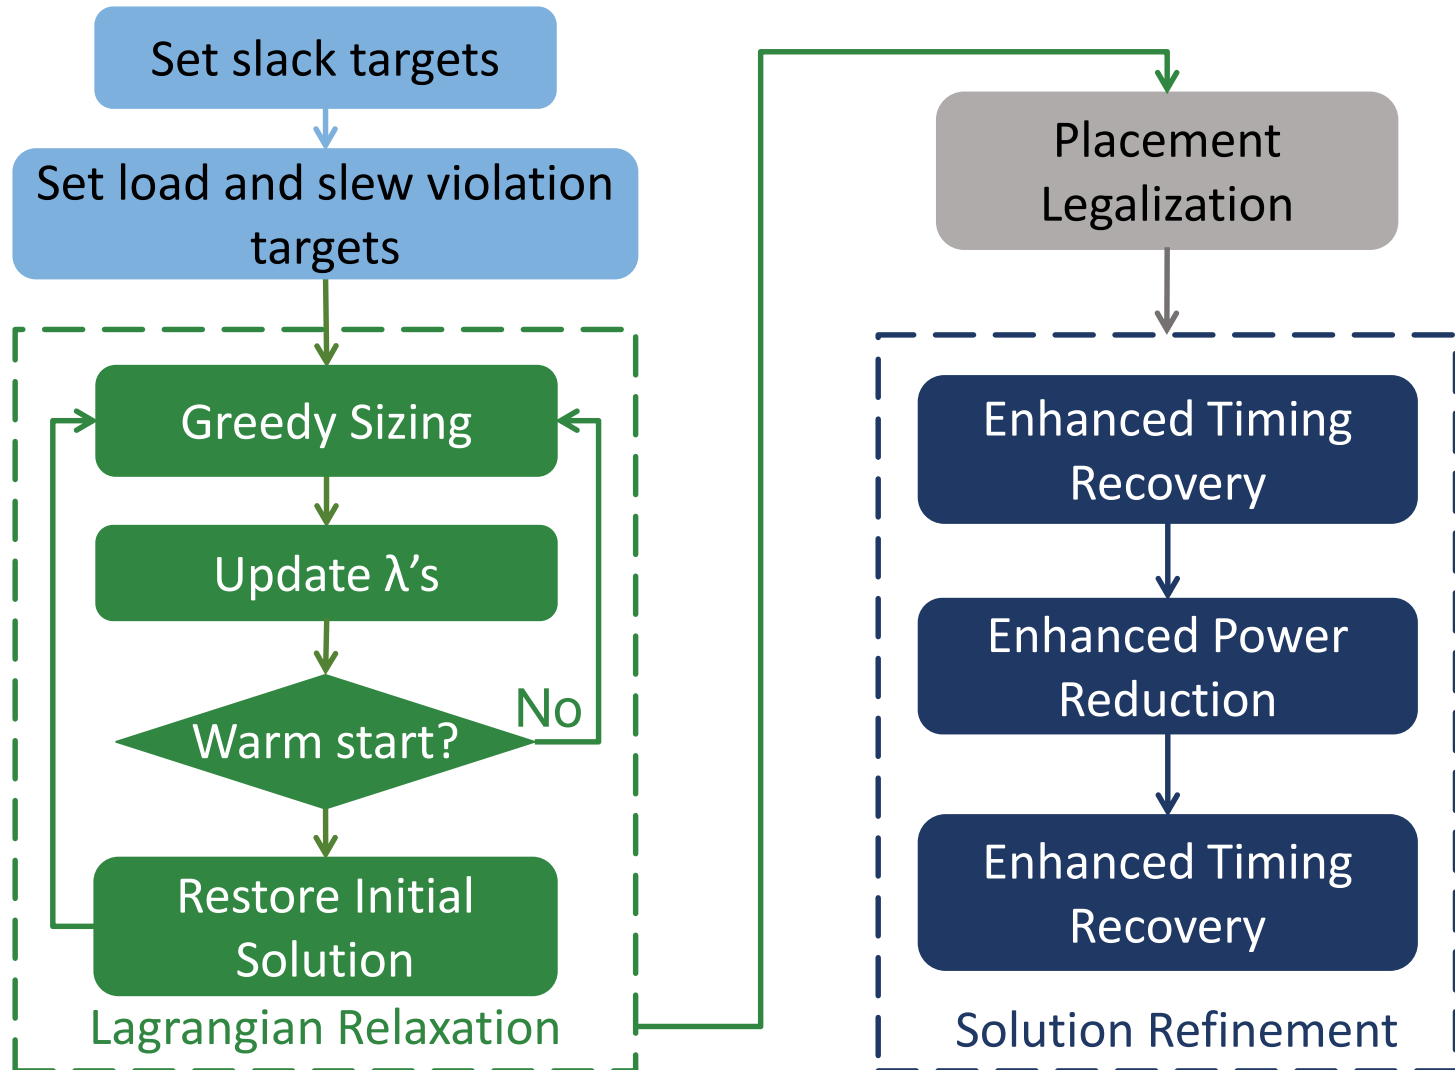 Set slack targets
Set load and slew violation
targets
Greedy Sizing
Update λ’s
Warm start?
No
Restore Initial
Solution
Lagrangian Relaxation
Placement
Legalization
Enhanced Timing
Recovery
Enhanced Power
Reduction
Enhanced Timing
Recovery
Solution Refinement